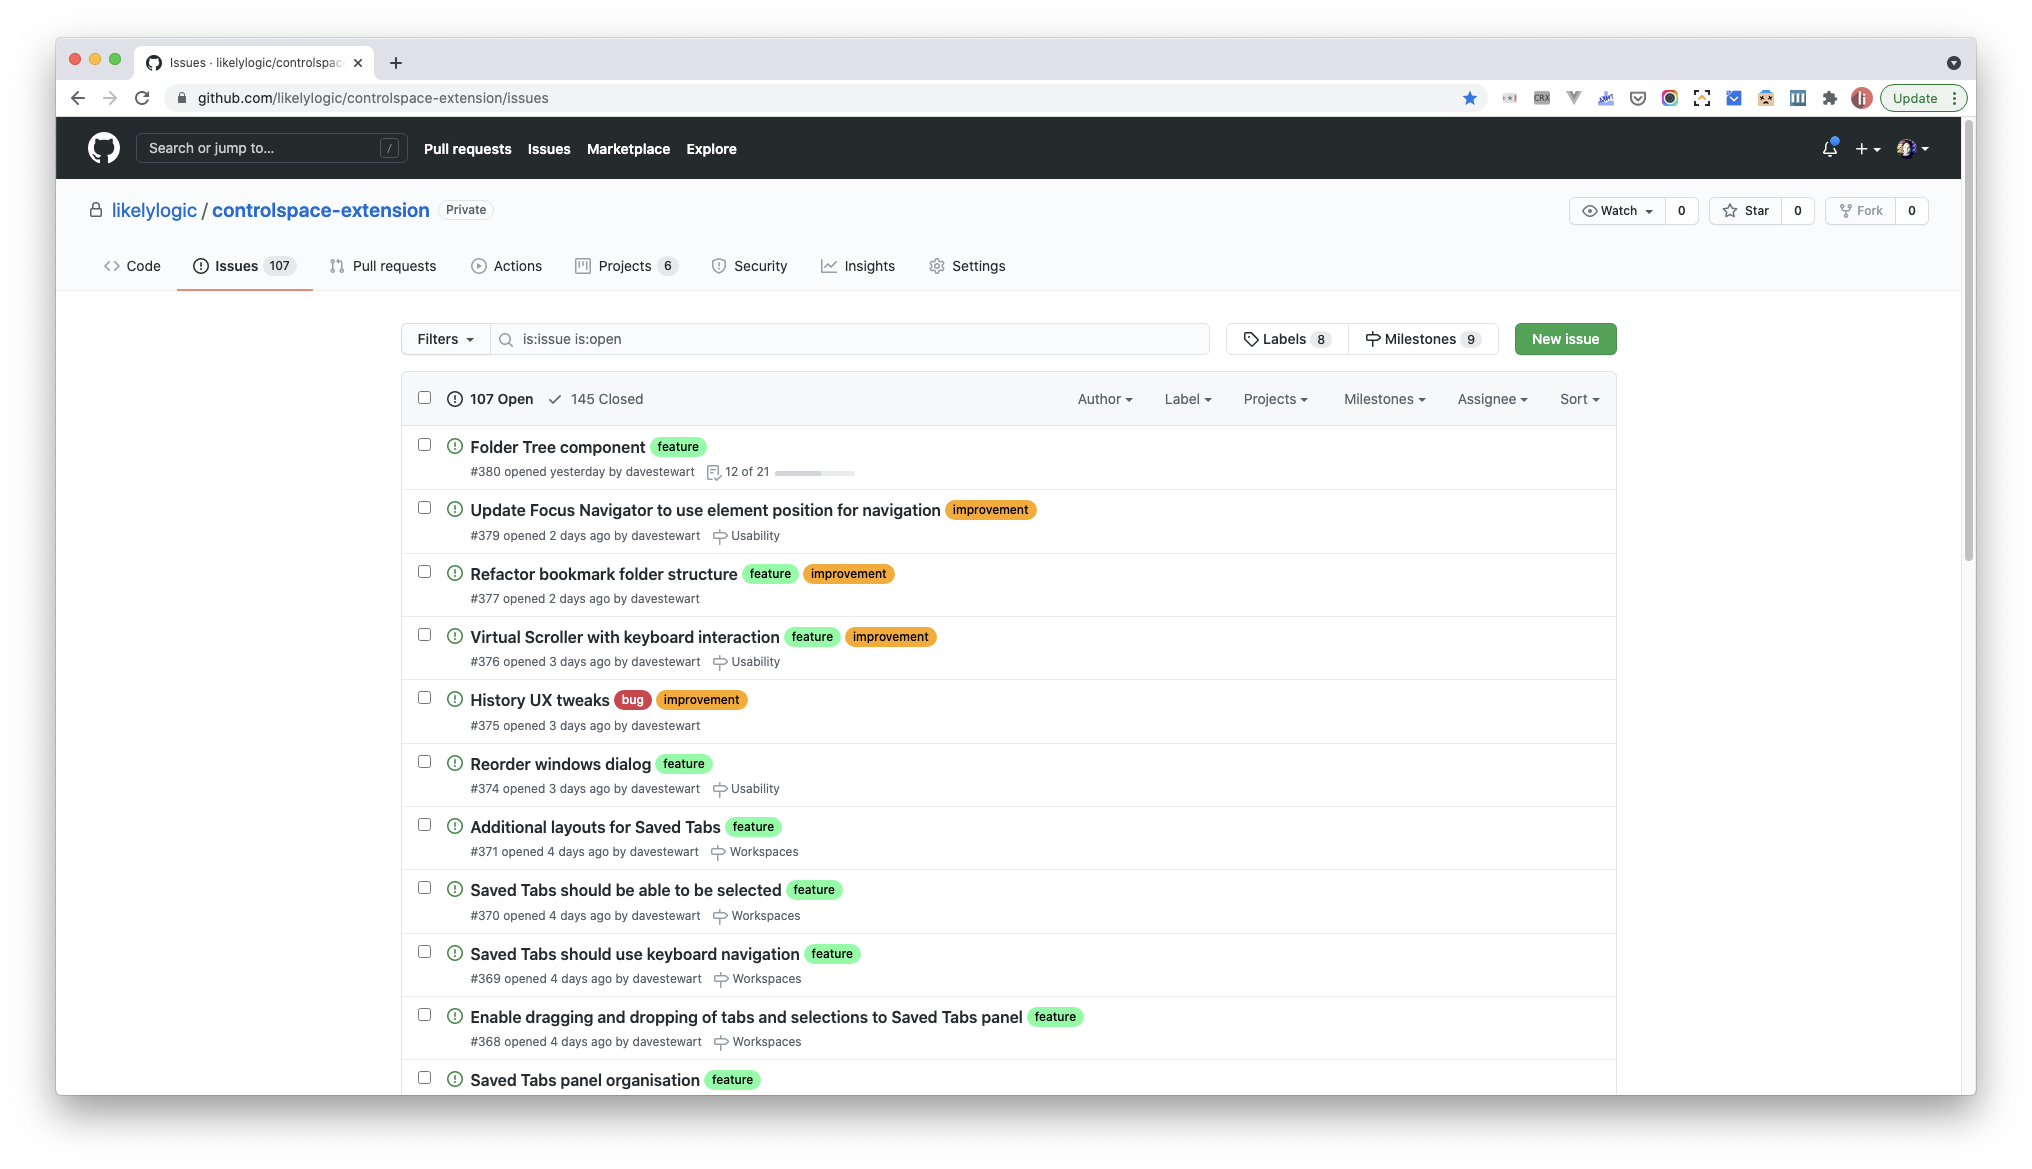 Issues · likelylogic/controlspac
github.com/likelylogic/controlspace-extension/issues
CRX
Update
Search or jump to...
/
Pull requests
Issues
Marketplace
Explore
likelylogic / controlspace-extension Private
Watch 0
Star 0
Fork 0
Code
Issues 107
Pull requests
Actions
Projects 6
Security
Insights
Settings
Filters
is:issue is:open
Labels 8
Milestones 9
New issue
107 Open
145 Closed
Author
Label
Projects
Milestones
Assignee
Sort
Folder Tree component feature
#380 opened yesterday by davestewart 12 of 21
Update Focus Navigator to use element position for navigation improvement
#379 opened 2 days ago by davestewart Usability
Refactor bookmark folder structure feature improvement
#377 opened 2 days ago by davestewart
Virtual Scroller with keyboard interaction feature improvement
#376 opened 3 days ago by davestewart Usability
History UX tweaks bug improvement
#375 opened 3 days ago by davestewart
Reorder windows dialog feature
#374 opened 3 days ago by davestewart Usability
Additional layouts for Saved Tabs feature
#371 opened 4 days ago by davestewart Workspaces
Saved Tabs should be able to be selected feature
#370 opened 4 days ago by davestewart Workspaces
Saved Tabs should use keyboard navigation feature
#369 opened 4 days ago by davestewart Workspaces
Enable dragging and dropping of tabs and selections to Saved Tabs panel feature
#368 opened 4 days ago by davestewart Workspaces
Saved Tabs panel organisation feature